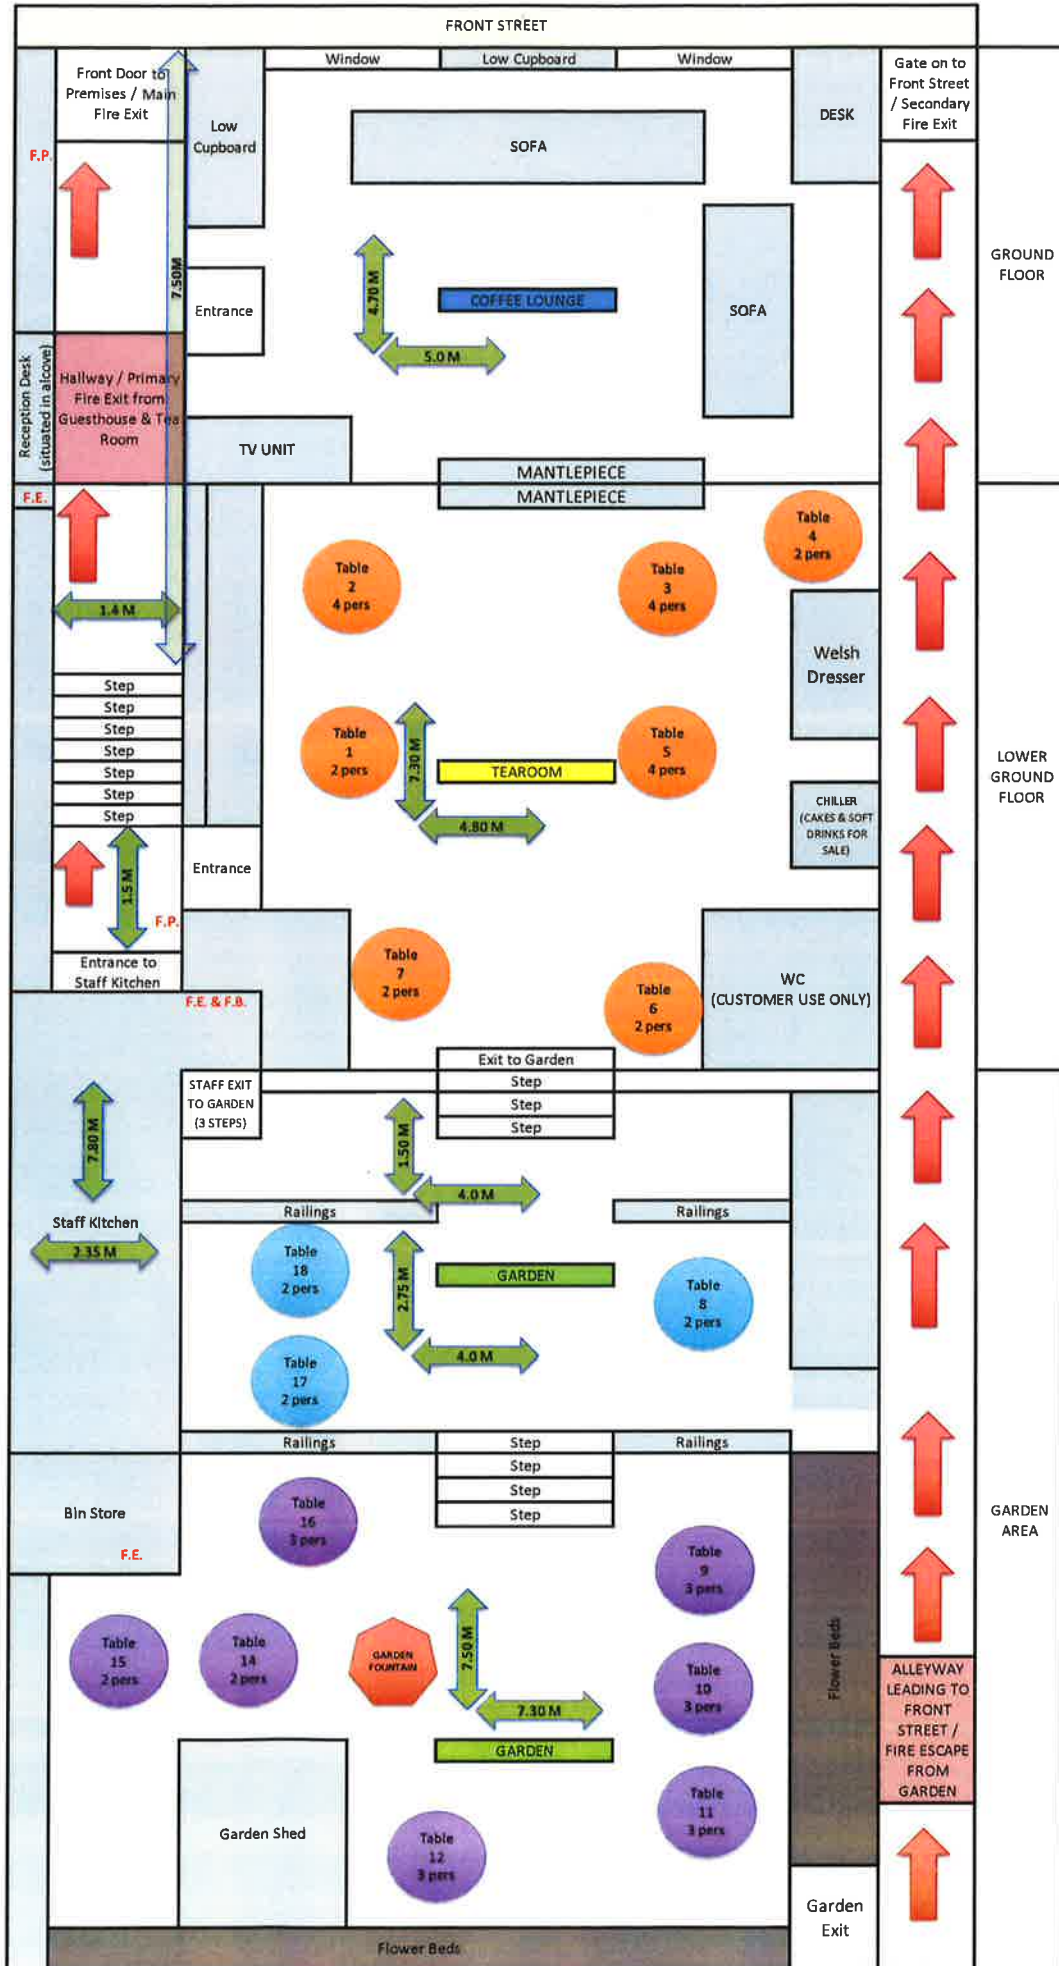 FRONT STREET
Front Door to
Premises / Main
Fire Exit
Low
Cupboard
Window
Low Cupboard
Window
DESK
Gate on to
Front Street
/ Secondary
Fire Exit
F.P.
SOFA
7.50M
4.70 M
5.0 M
COFFEE LOUNGE
SOFA
Entrance
GROUND
FLOOR
Reception Desk
(situated in alcove)
Hallway / Primary
Fire Exit from
Guesthouse & Tea
Room
TV UNIT
MANTLEPIECE
MANTLEPIECE
F.E.
Table
2
4 pers
Table
3
4 pers
Table
4
2 pers
1.4 M
Welsh
Dresser
Step
Step
Step
Step
Step
Step
Step
Table
1
2 pers
7.30 M
4.80 M
TEAROOM
Table
5
4 pers
CHILLER
(CAKES & SOFT
DRINKS FOR
SALE)
LOWER
GROUND
FLOOR
1.5 M
F.P.
Entrance
Entrance to
Staff Kitchen
Table
7
2 pers
Table
6
2 pers
WC
(CUSTOMER USE ONLY)
F.E. & F.B.
Exit to Garden
Step
Step
Step
STAFF EXIT
TO GARDEN
(3 STEPS)
7.80 M
Staff Kitchen
2.35 M
1.50 M
4.0 M
Railings
Railings
Table
18
2 pers
2.75 M
GARDEN
4.0 M
Table
8
2 pers
Table
17
2 pers
Railings
Step
Railings
Step
Step
Step
Bin Store
F.E.
Table
16
3 pers
Table
9
3 pers
GARDEN
AREA
Table
15
2 pers
Table
14
2 pers
GARDEN
FOUNTAIN
7.50 M
7.30 M
GARDEN
Table
10
3 pers
Flower Beds
ALLEYWAY
LEADING TO
FRONT
STREET /
FIRE ESCAPE
FROM
GARDEN
Garden Shed
Table
12
3 pers
Table
11
3 pers
Garden
Exit
Flower Beds